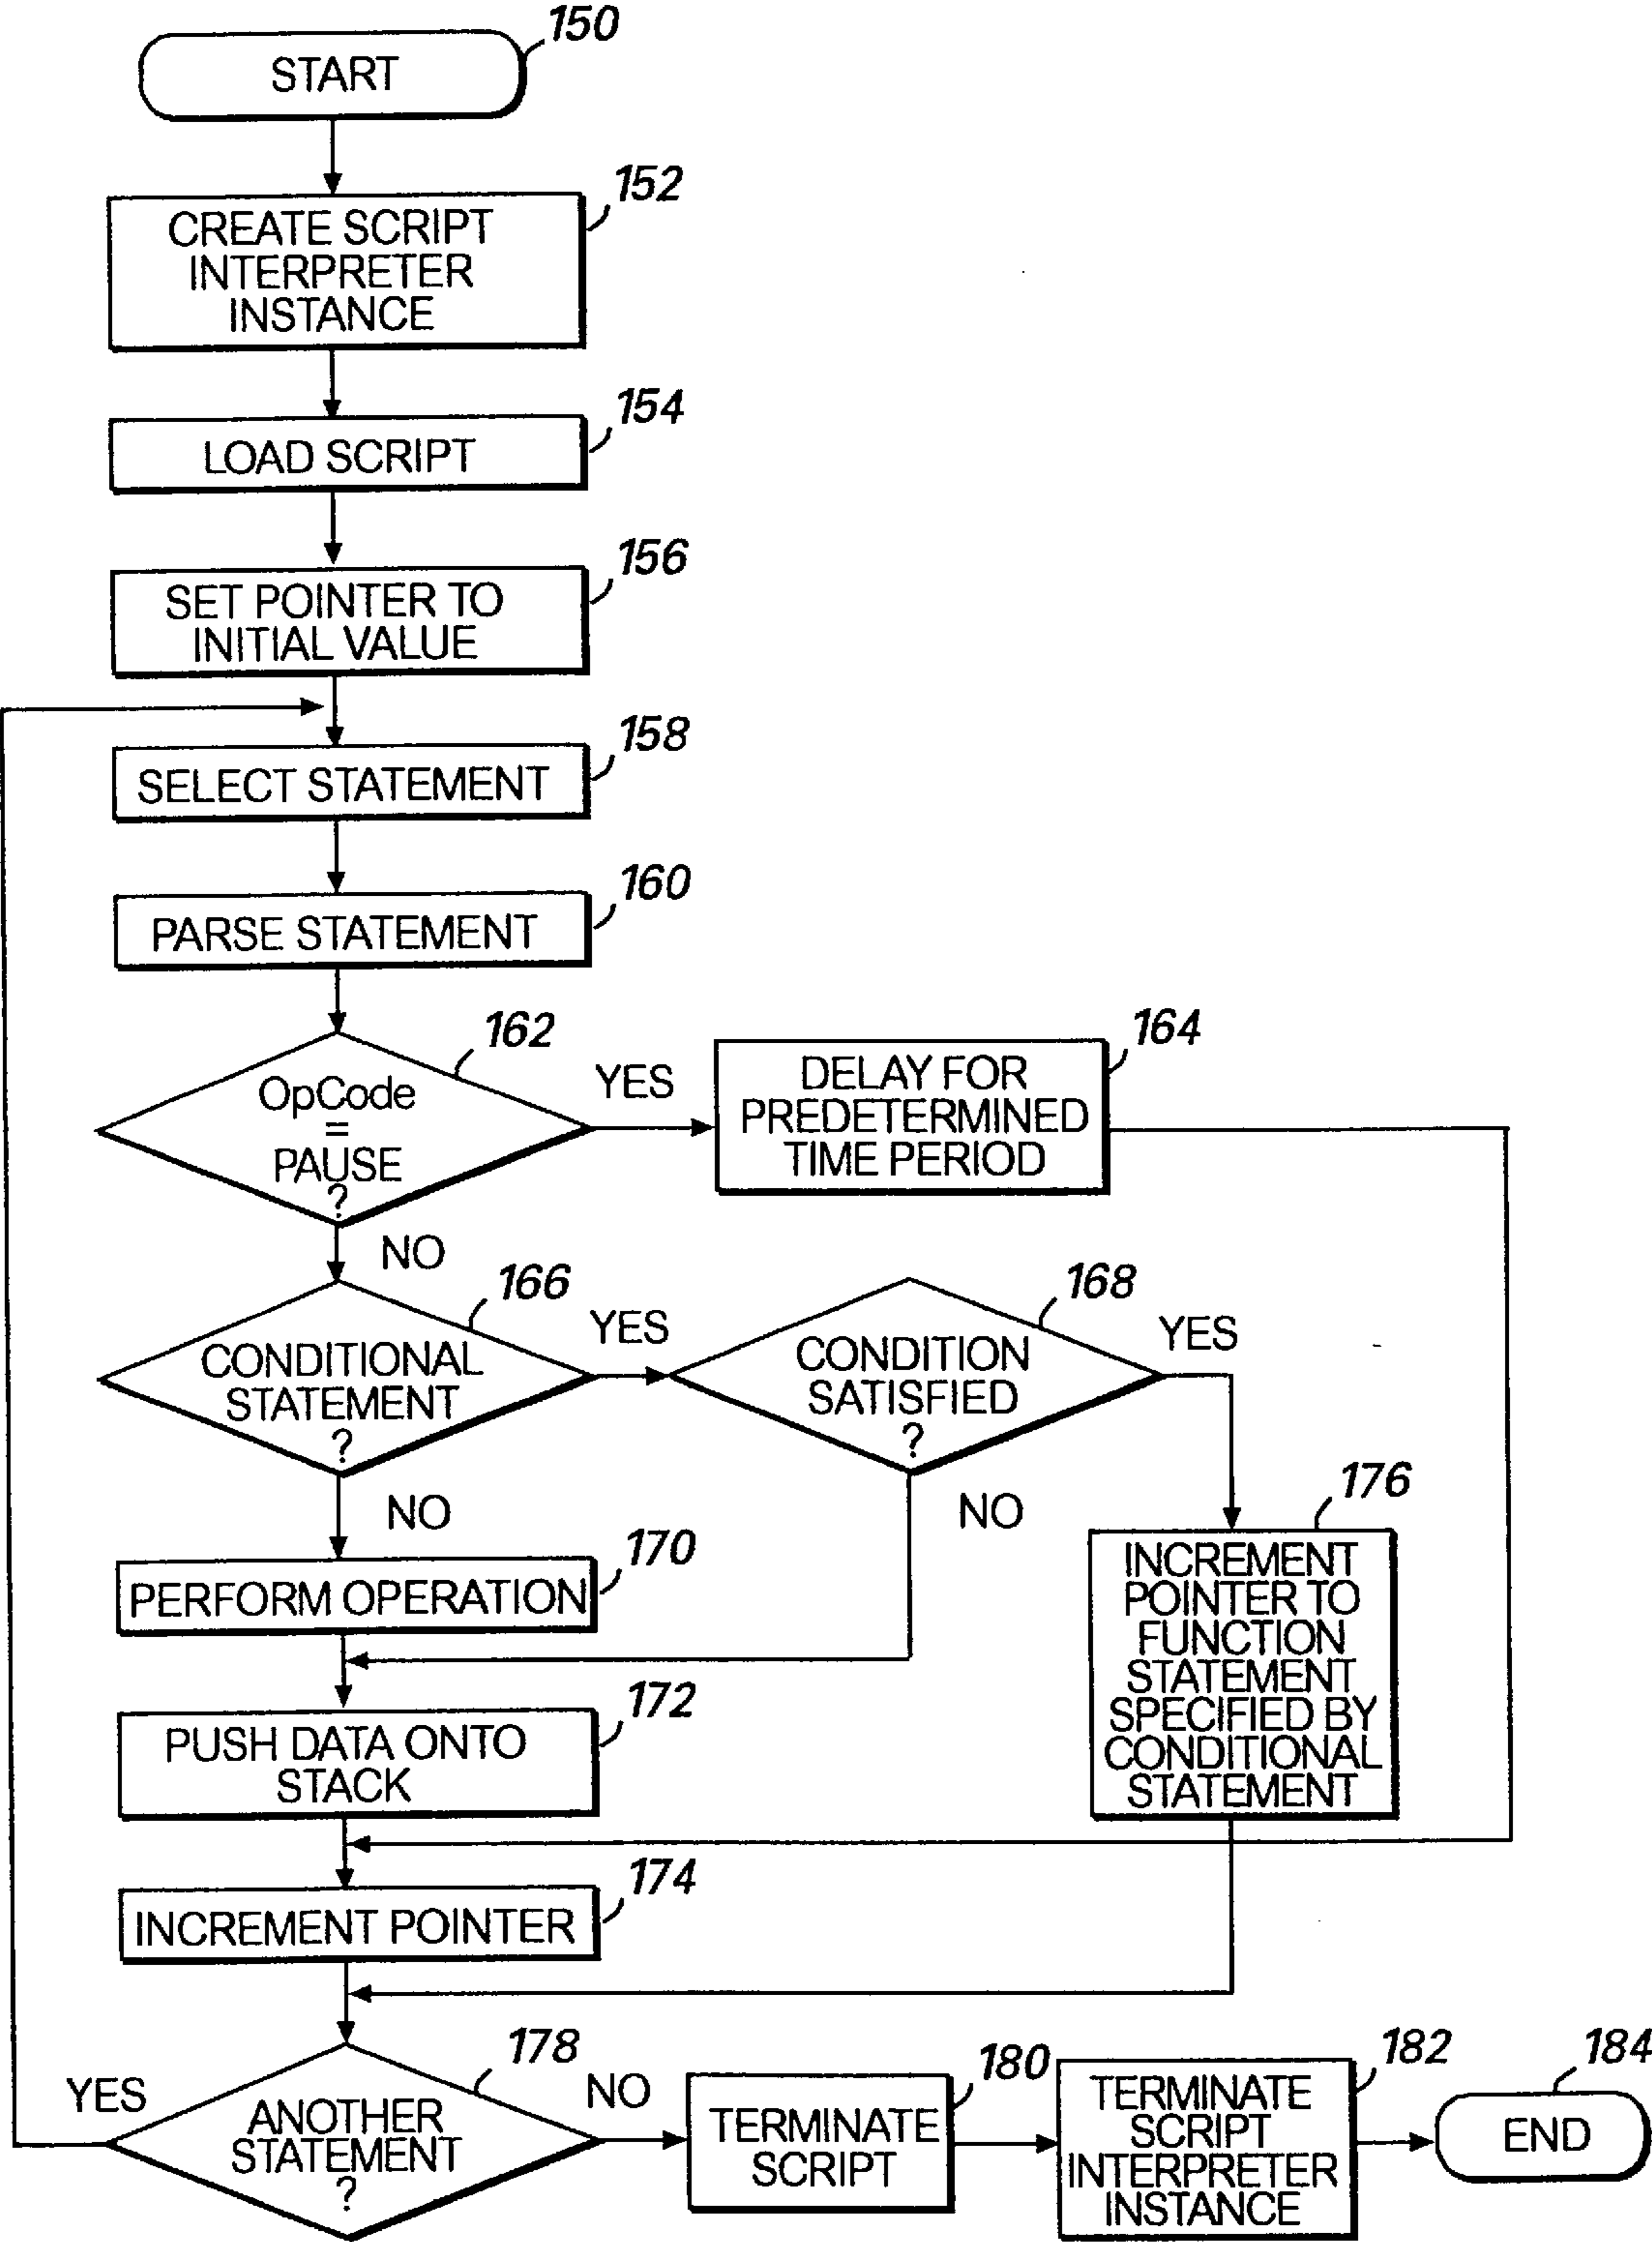 150
START
152
CREATE SCRIPT
INTERPRETER
INSTANCE
154
LOAD SCRIPT
156
SET POINTER TO
INITIAL VALUE
158
SELECT STATEMENT
160
PARSE STATEMENT
162
OpCode
=
PAUSE
?
YES
164
DELAY FOR
PREDETERMINED
TIME PERIOD
NO
166
CONDITIONAL
STATEMENT
?
YES
168
CONDITION
SATISFIED
?
YES
NO
NO
170
PERFORM OPERATION
176
INCREMENT
POINTER TO
FUNCTION
STATEMENT
SPECIFIED BY
CONDITIONAL
STATEMENT
172
PUSH DATA ONTO
STACK
174
INCREMENT POINTER
178
ANOTHER
STATEMENT
?
YES
NO
180
TERMINATE
SCRIPT
182
TERMINATE
SCRIPT
INTERPRETER
INSTANCE
184
END